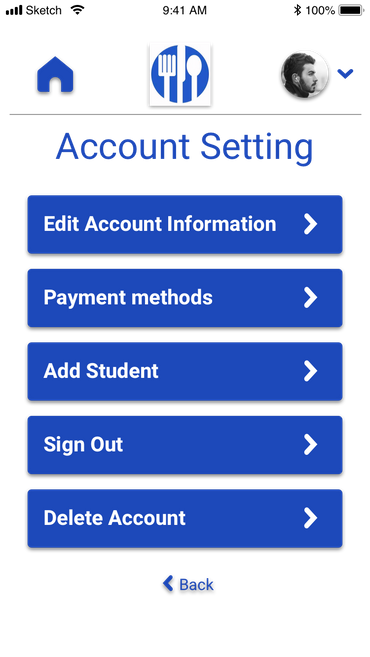 Sketch 9:41 AM 100%
Account Setting
Edit Account Information
Payment methods
Add Student
Sign Out
Delete Account
Back